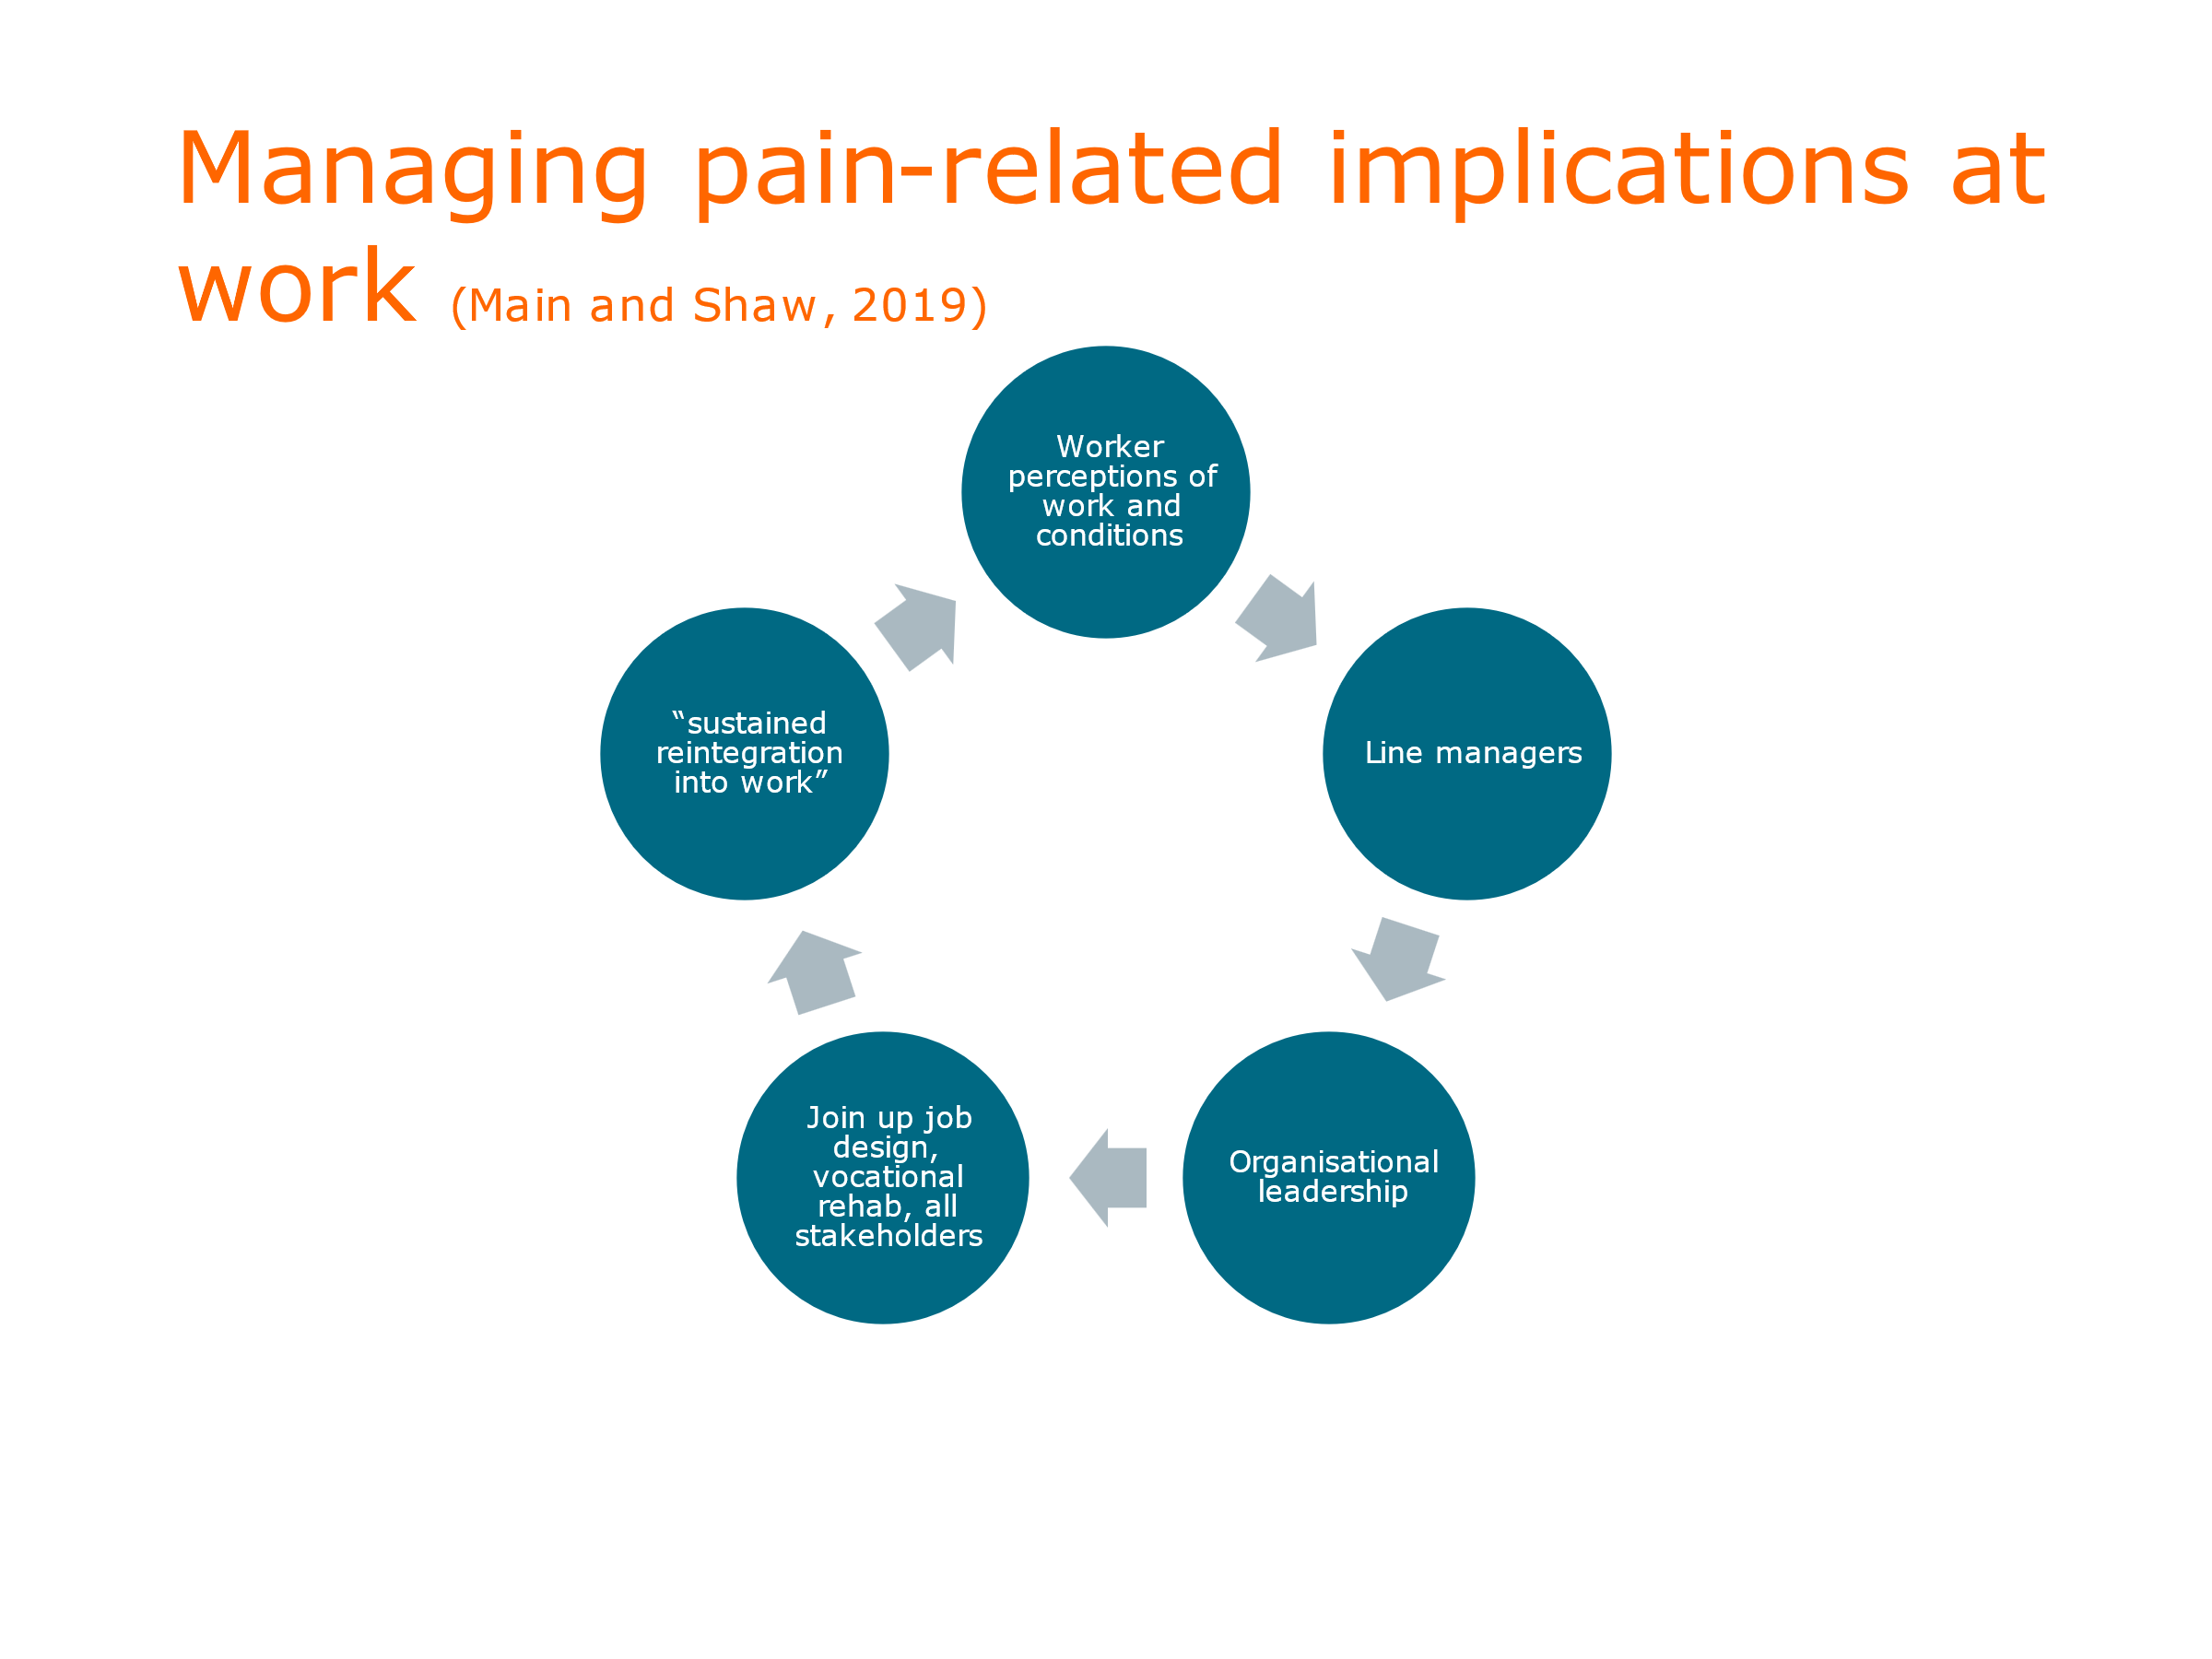 Managing pain-related implications at
work (Main and Shaw, 2019)
Worker
perceptions of
work and
conditions
Line managers
Organisational
leadership
Join up job
design,
vocational
rehab, all
stakeholders
“sustained
reintegration
into work”